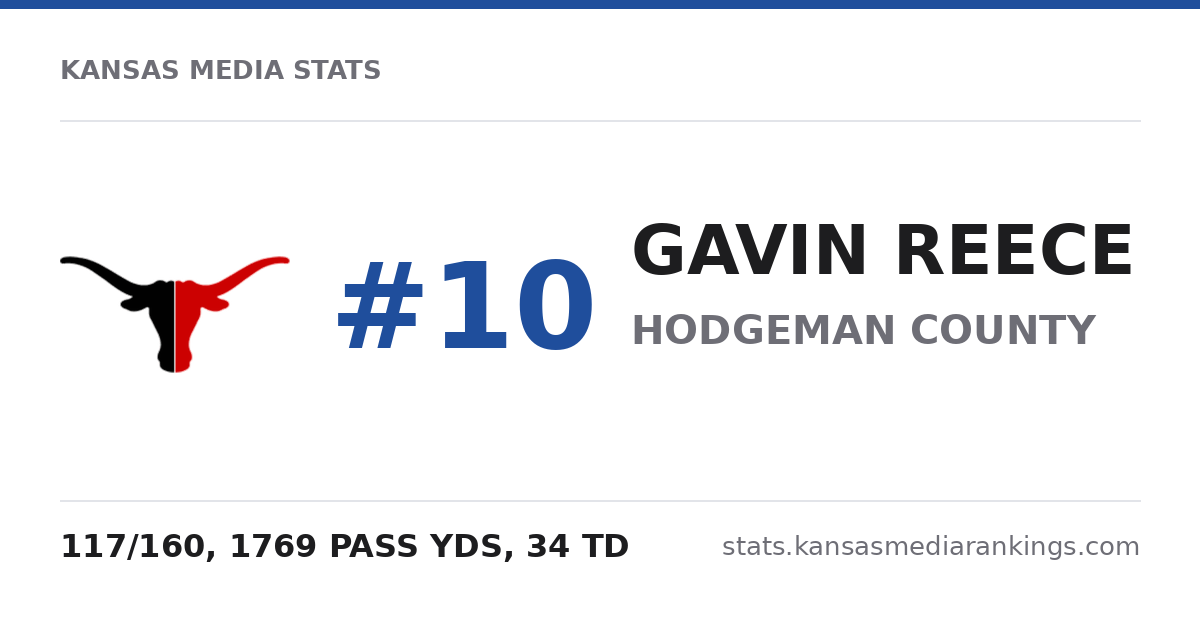 KANSAS MEDIA STATS
#10
GAVIN REECE
HODGEMAN COUNTY
117/160, 1769 PASS YDS, 34 TD
stats.kansasmediarankings.com